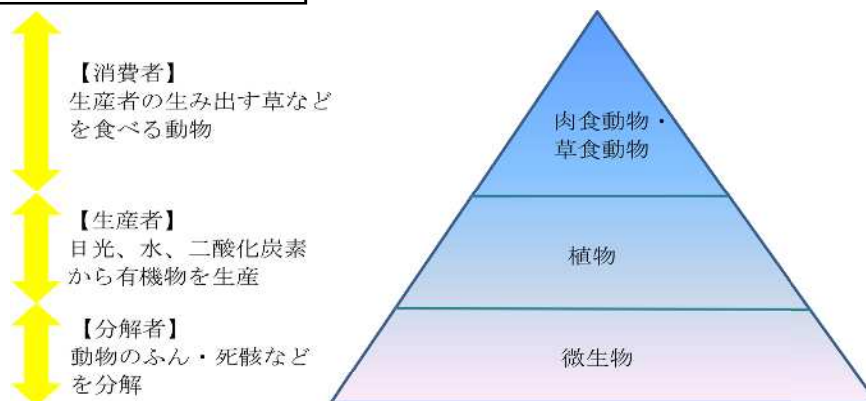 【消費者】
生産者の生み出す草など
を食べる動物
肉食動物・
草食動物
【生産者】
日光、水、二酸化炭素
から有機物を生産
植物
【分解者】
動物のふん・死骸など
を分解
微生物